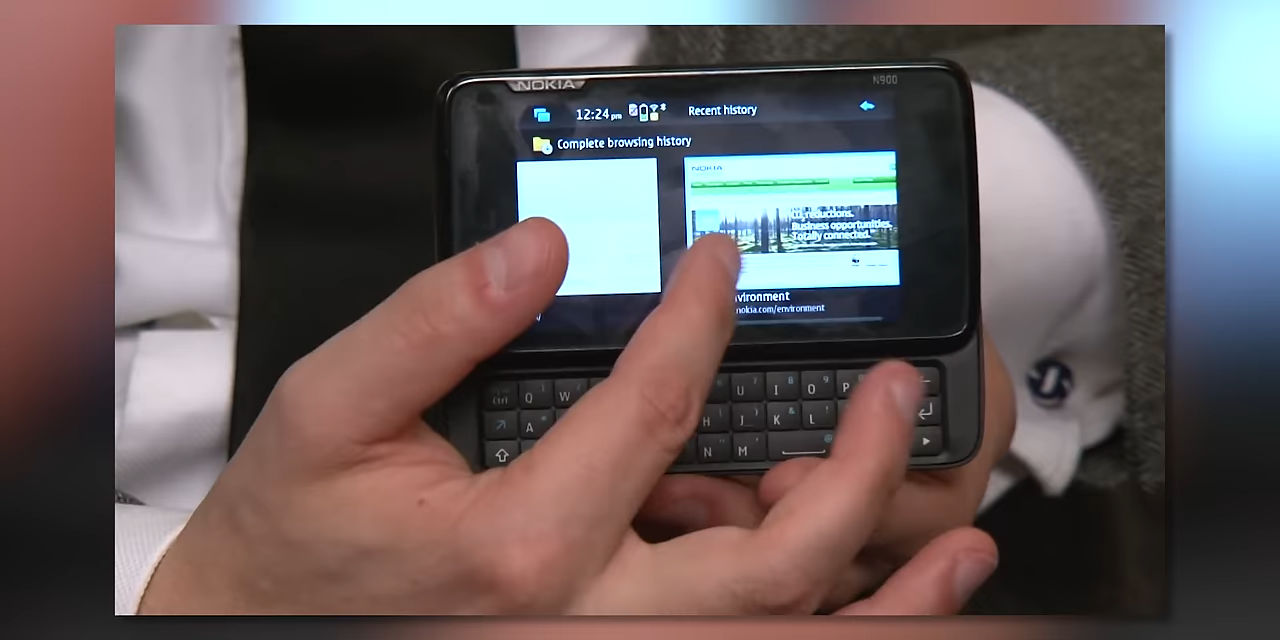 NOKIA
N900
12:24 pm
Recent history
Complete browsing history
NOKIA
reductions.
Business opportunities.
Totally connected.
nokia.com/environment
Ctrl Q W U I O P
A H J K L
N M